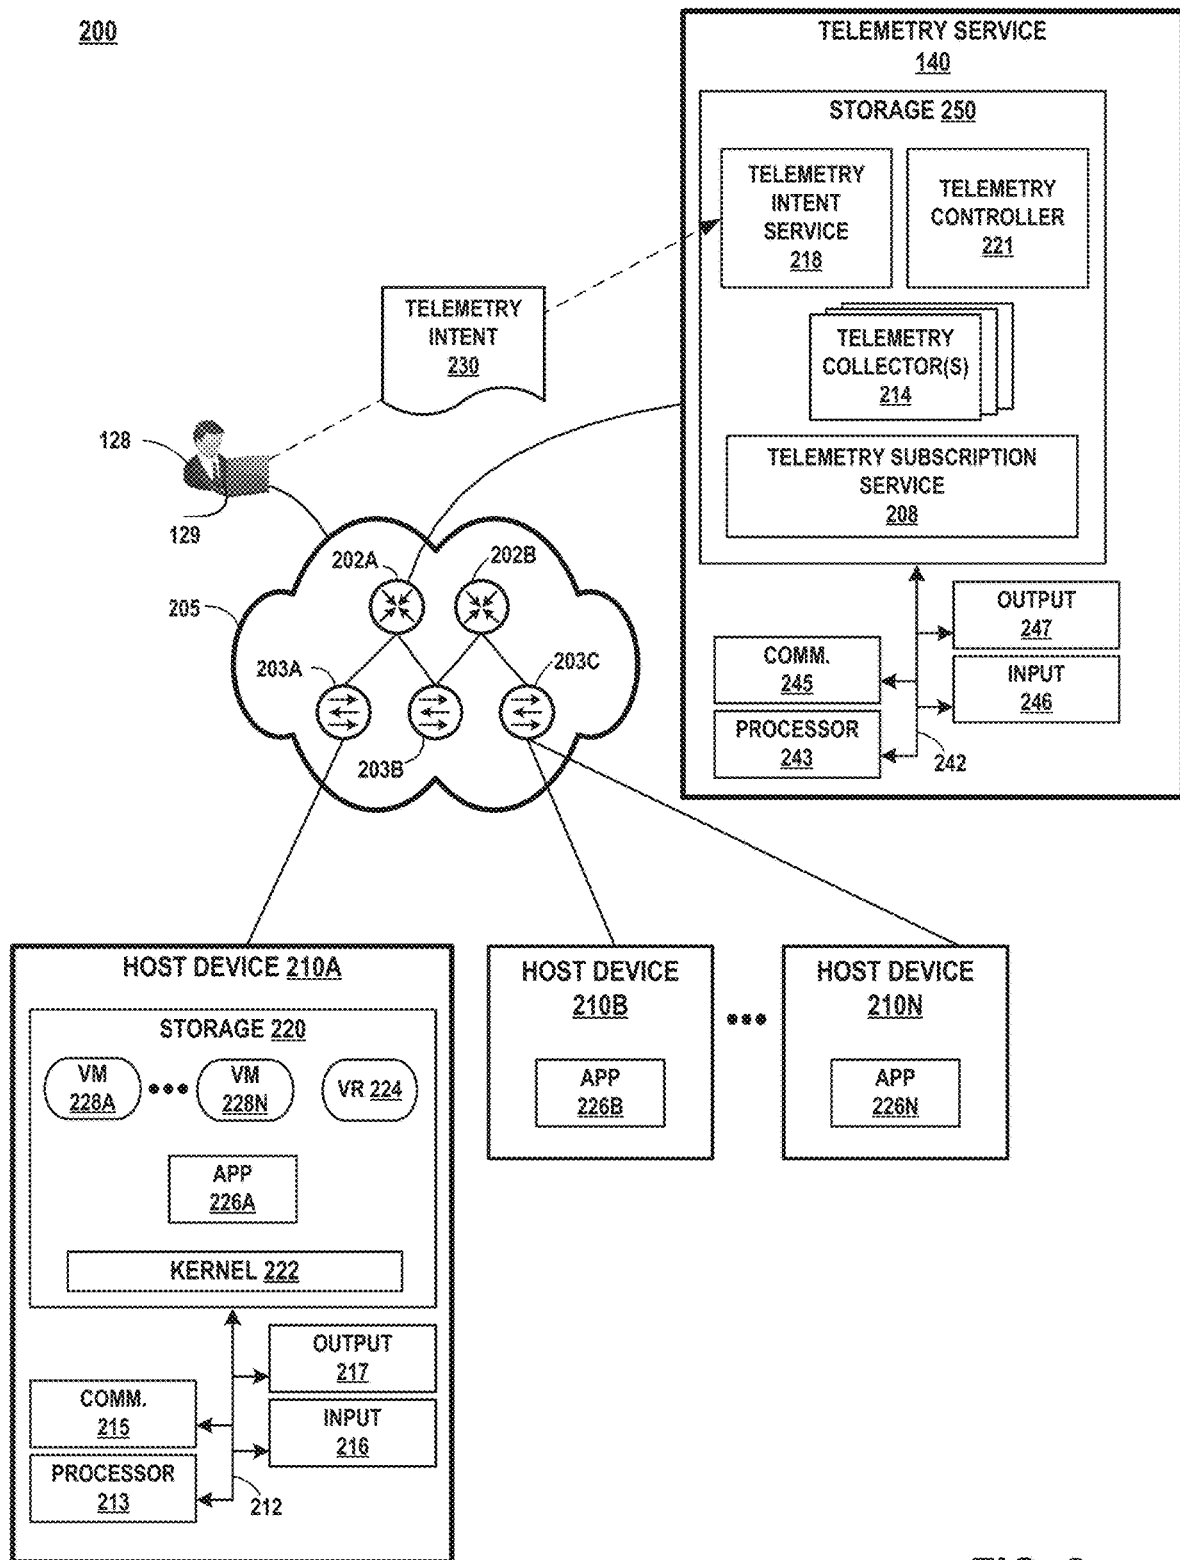 200
TELEMETRY SERVICE
140
STORAGE 250
TELEMETRY
INTENT
SERVICE
218
TELEMETRY
CONTROLLER
221
TELEMETRY
COLLECTOR(S)
214
TELEMETRY SUBSCRIPTION
SERVICE
208
OUTPUT
247
COMM.
245
INPUT
246
PROCESSOR
243
242
TELEMETRY
INTENT
230
128
129
202A
202B
205
203A
203C
203B
HOST DEVICE 210A
STORAGE 220
VM
228A
VM
228N
VR 224
APP
226A
KERNEL 222
OUTPUT
217
COMM.
215
INPUT
216
PROCESSOR
213
212
HOST DEVICE
210B
APP
226B
HOST DEVICE
210N
APP
226N